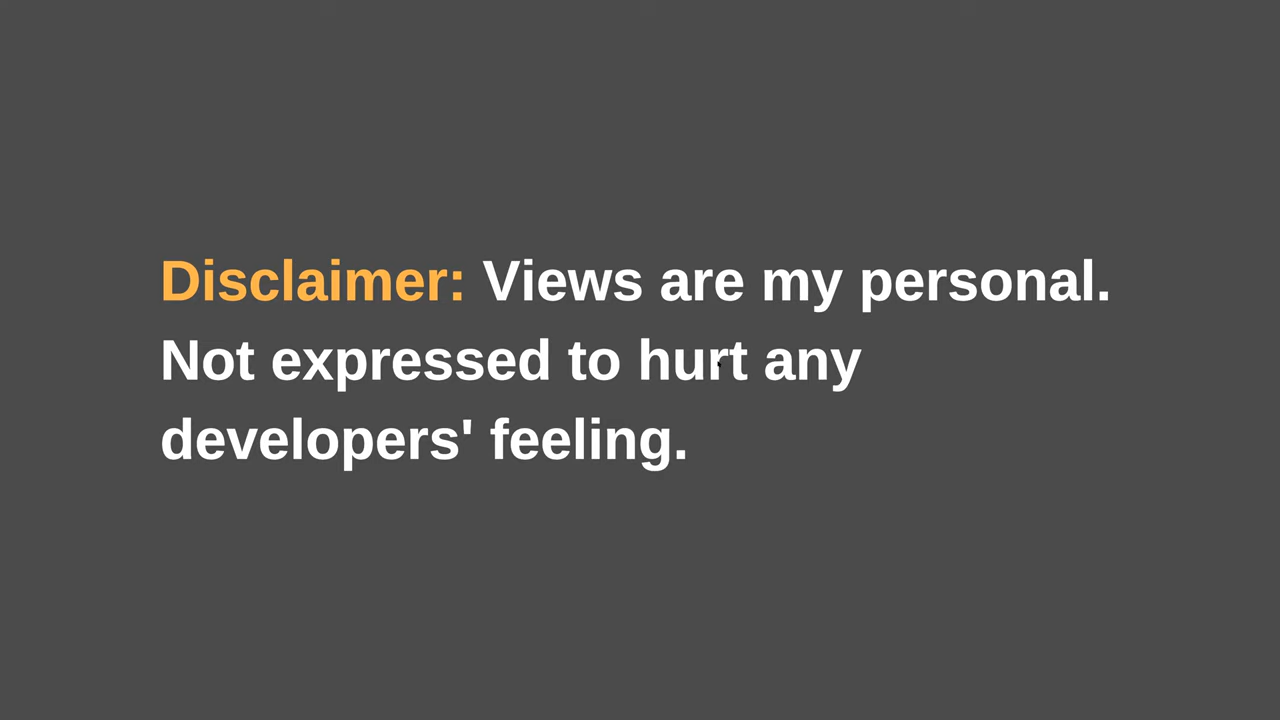 Disclaimer: Views are my personal.
Not expressed to hurt any
developers' feeling.